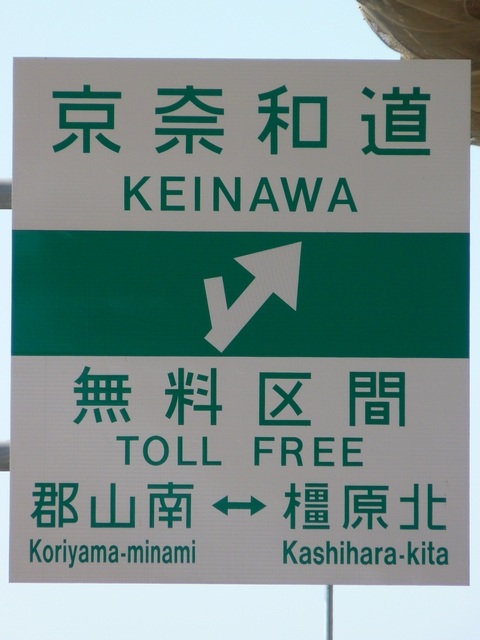 京奈和道
KEINAWA
無料区間
TOLL FREE
郡山南 ↔ 橿原北
Koriyama-minami Kashihara-kita